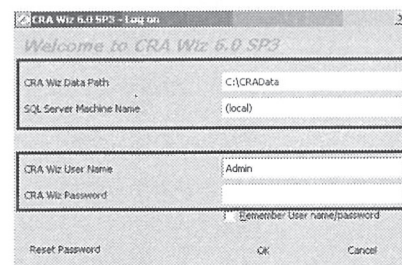 CRA Wiz 6.0 SP3 - Log on
Welcome to CRA Wiz 6.0 SP3
CRA Wiz Data Path C:\CRAData
SQL Server Machine Name (local)
CRA Wiz User Name Admin
CRA Wiz Password
Remember User name/password
Reset Password OK Cancel